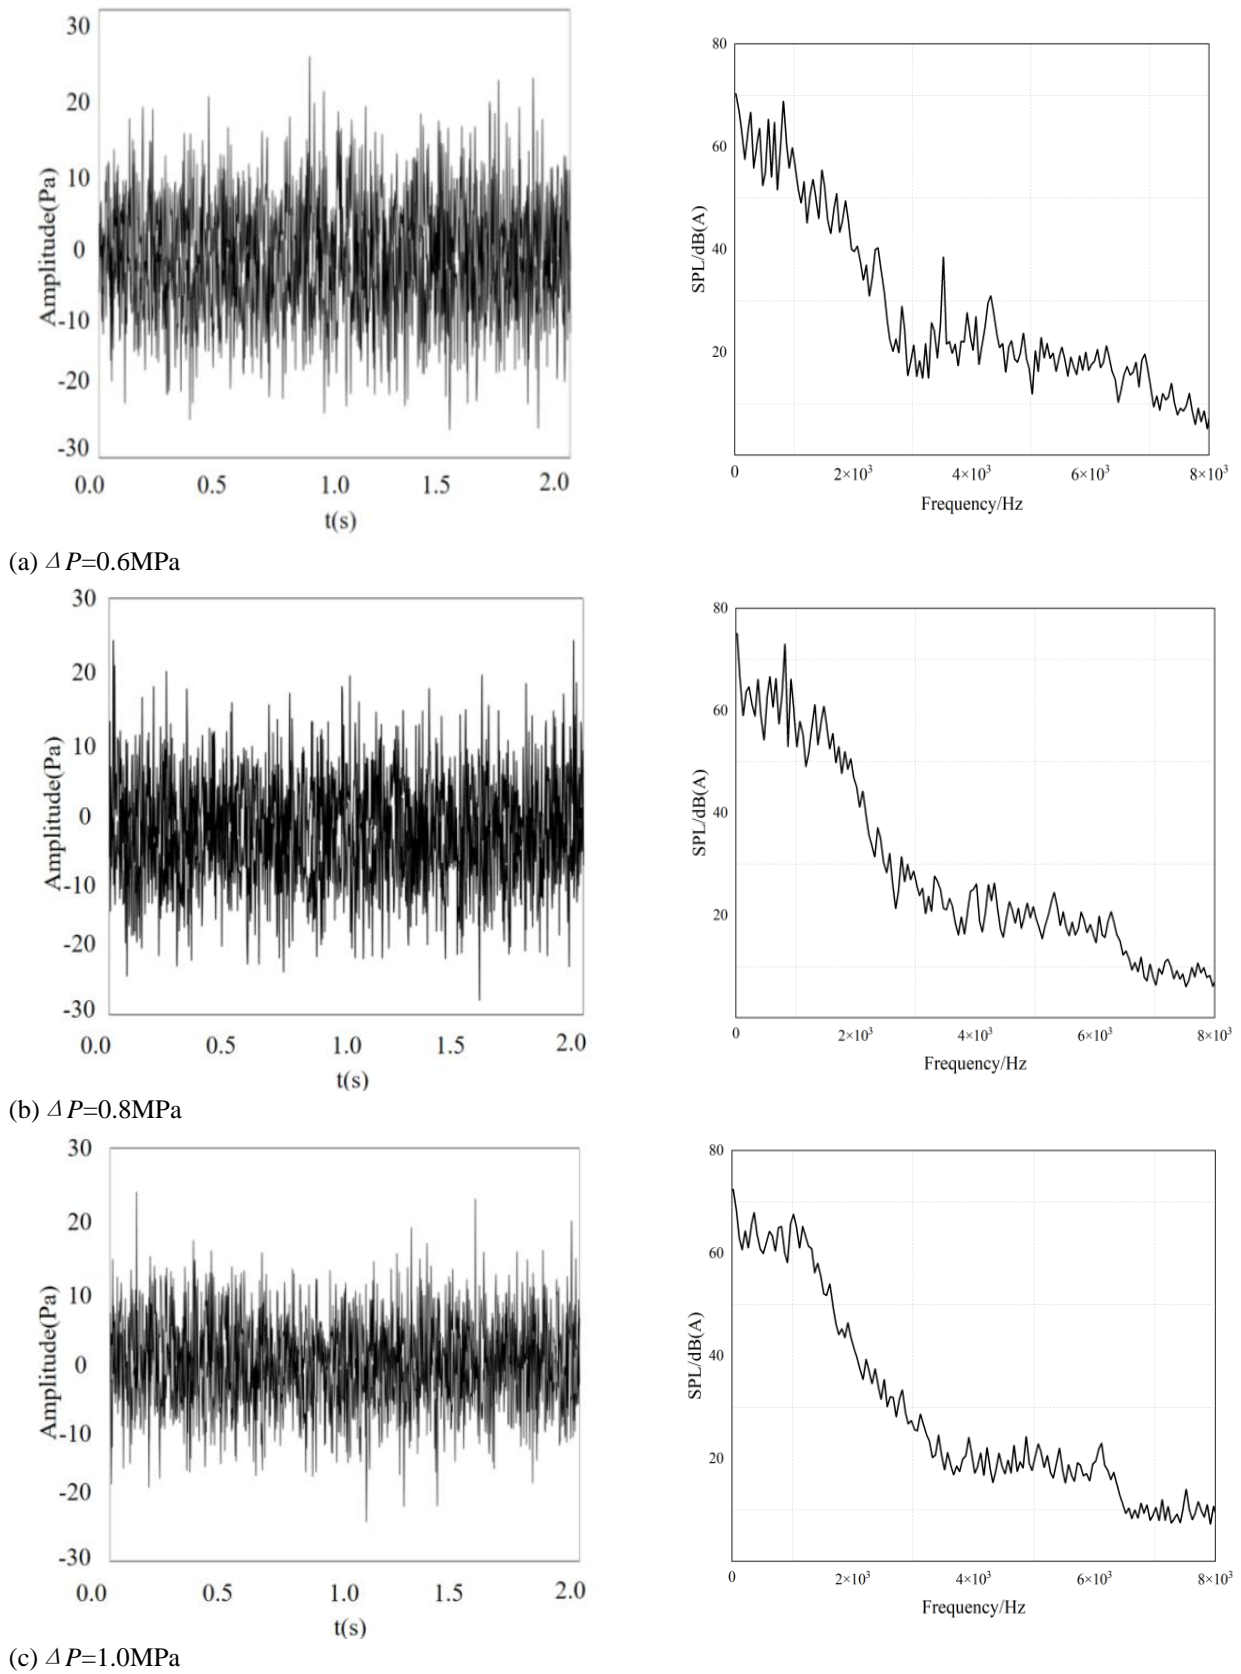 30
20
10
0
-10
-20
-30
Amplitude(Pa)
0.0 0.5 1.0 1.5 2.0
t(s)
80
60
40
20
SPL/dB(A)
0 2×10³ 4×10³ 6×10³ 8×10³
Frequency/Hz
(a) ΔP=0.6MPa
30
20
10
0
-10
-20
-30
Amplitude(Pa)
0.0 0.5 1.0 1.5 2.0
t(s)
80
60
40
20
SPL/dB(A)
0 2×10³ 4×10³ 6×10³ 8×10³
Frequency/Hz
(b) ΔP=0.8MPa
30
20
10
0
-10
-20
-30
Amplitude(Pa)
0.0 0.5 1.0 1.5 2.0
t(s)
80
60
40
20
SPL/dB(A)
0 2×10³ 4×10³ 6×10³ 8×10³
Frequency/Hz
(c) ΔP=1.0MPa